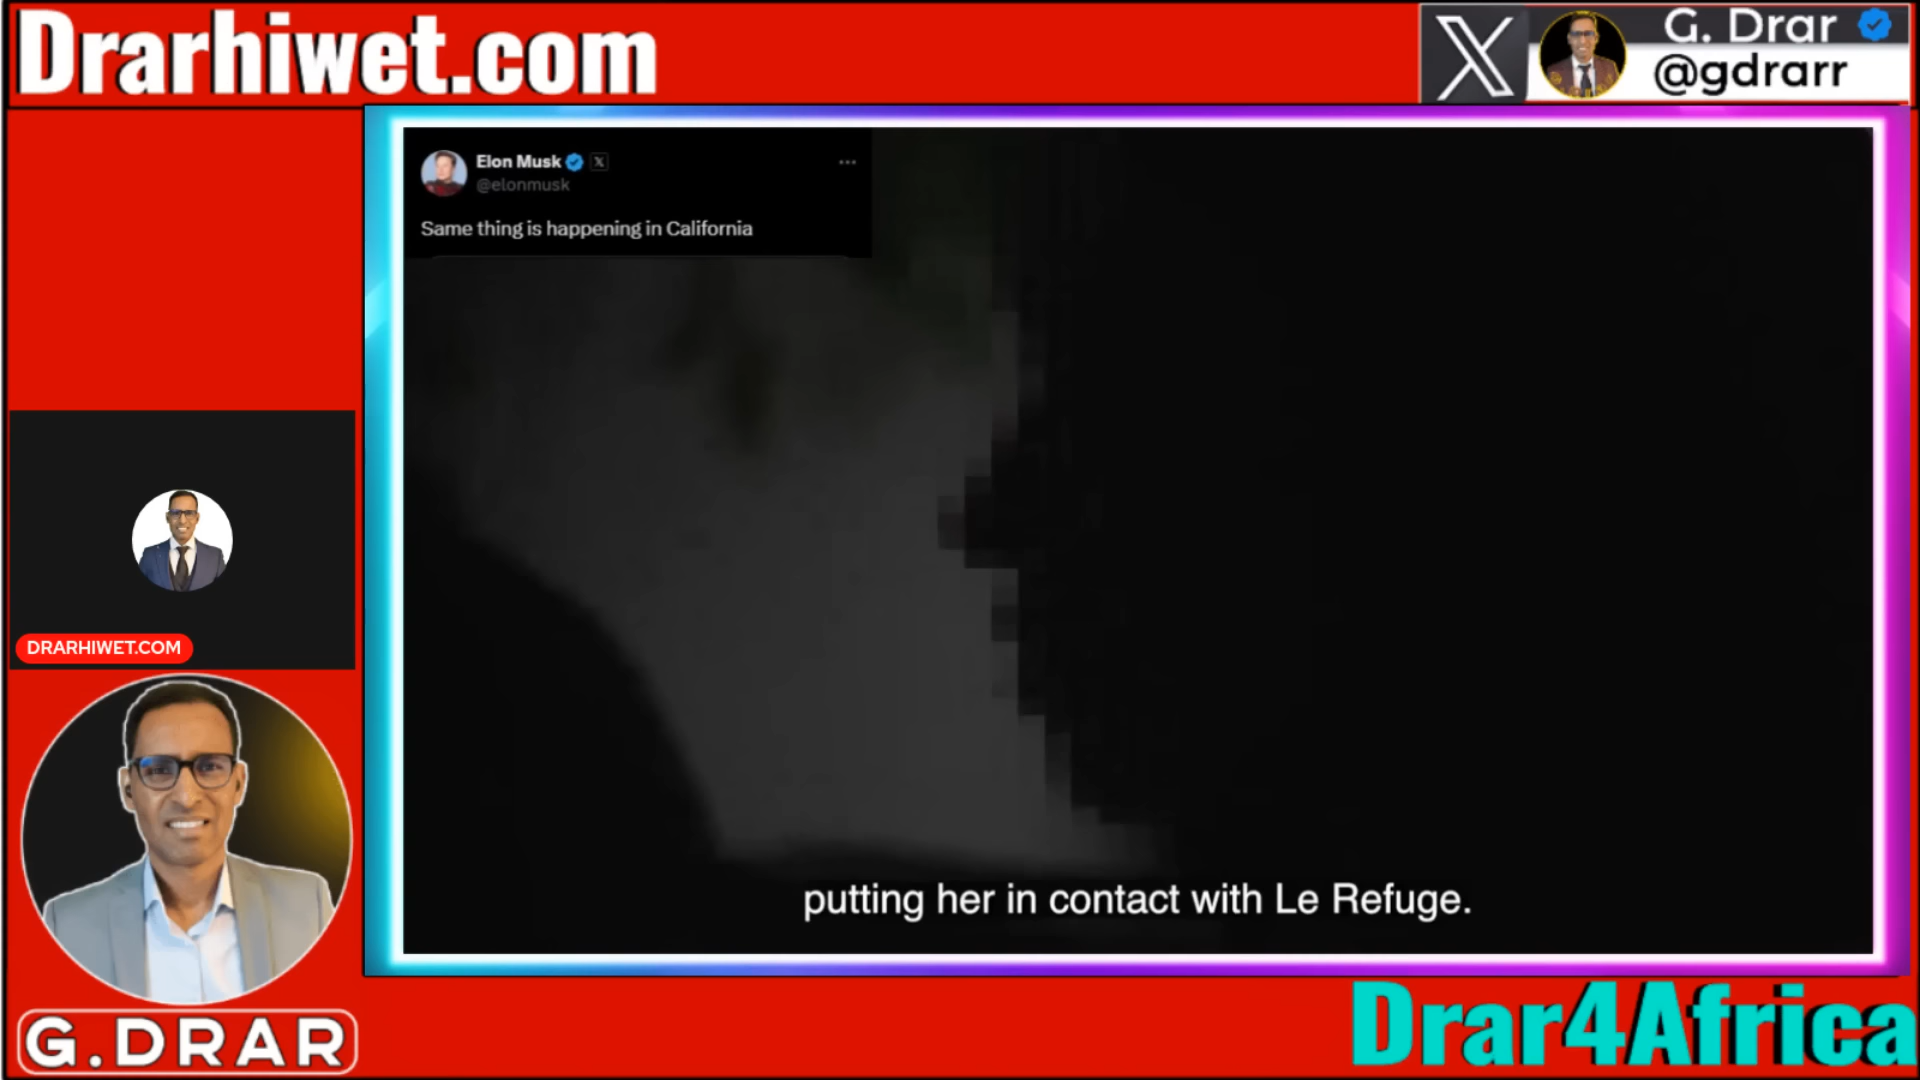 Drarhiwet.com
X
G. Drar
@gdrarr
Elon Musk X
@elonmusk
Same thing is happening in California
DRARHIWET.COM
putting her in contact with Le Refuge.
G.DRAR
Drar4Africa